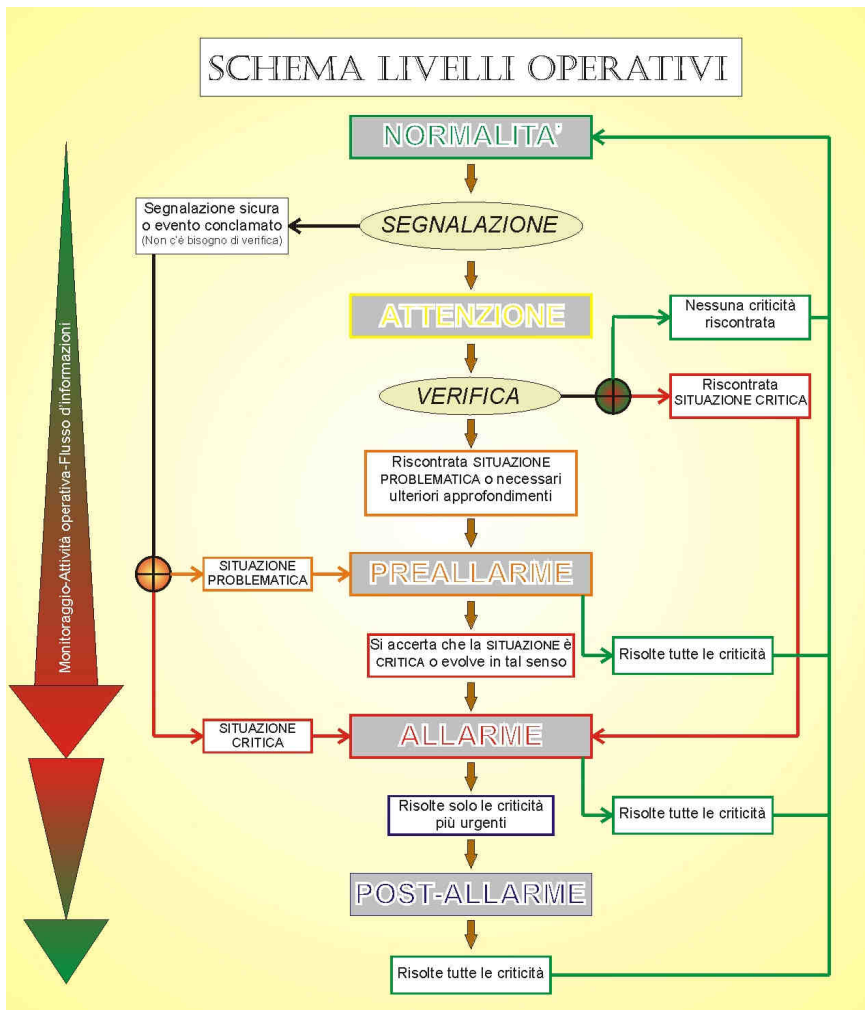 SCHEMA LIVELLI OPERATIVI
NORMALITA'
Segnalazione sicura
o evento conclamato
(Non c'é bisogno di verifica)
SEGNALAZIONE
ATTENZIONE
Nessuna criticità
riscontrata
VERIFICA
Riscontrata
SITUAZIONE CRITICA
Monitoraggio-Attività operativa-Flusso d'informazioni
Riscontrata SITUAZIONE
PROBLEMATICA o necessari
ulteriori approfondimenti
SITUAZIONE
PROBLEMATICA
PREALLARME
Si accerta che la SITUAZIONE è
CRITICA o evolve in tal senso
Risolte tutte le criticità
SITUAZIONE
CRITICA
ALLARME
Risolte solo le criticità
più urgenti
Risolte tutte le criticità
POST-ALLARME
Risolte tutte le criticità